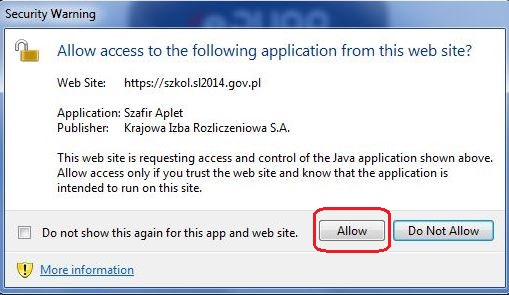 Security Warning
Allow access to the following application from this web site?
Web Site: https://szkol.sl2014.gov.pl
Application: Szafir Aplet
Publisher: Krajowa Izba Rozliczeniowa S.A.
This web site is requesting access and control of the Java application shown above.
Allow access only if you trust the web site and know that the application is
intended to run on this site.
Do not show this again for this app and web site.
Allow
Do Not Allow
More information